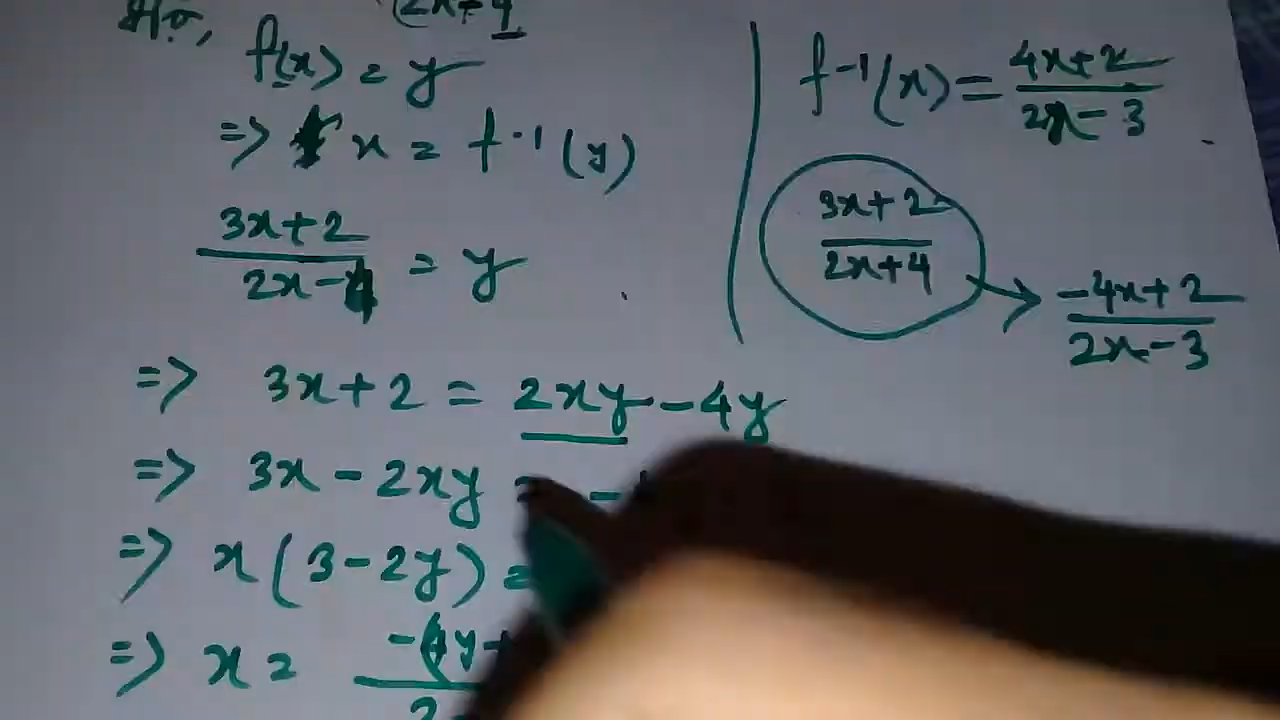 f(x) = y
=> x = f-1(y)
3x+2
2x-4
= y
=> 3x+2 = 2xy-4y
=> 3x-2xy = -
=> x(3-2y) =
=> x =
f-1(x) = 4x+2
2x-3
3x+2
2x+4
-4x+2
2x-3